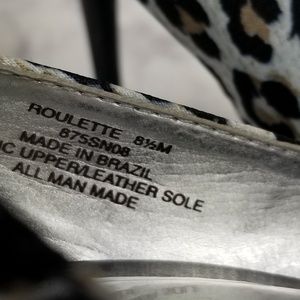 ROULETTE 8½M
875SN08
MADE IN BRAZIL
IC UPPER/LEATHER SOLE
ALL MAN MADE